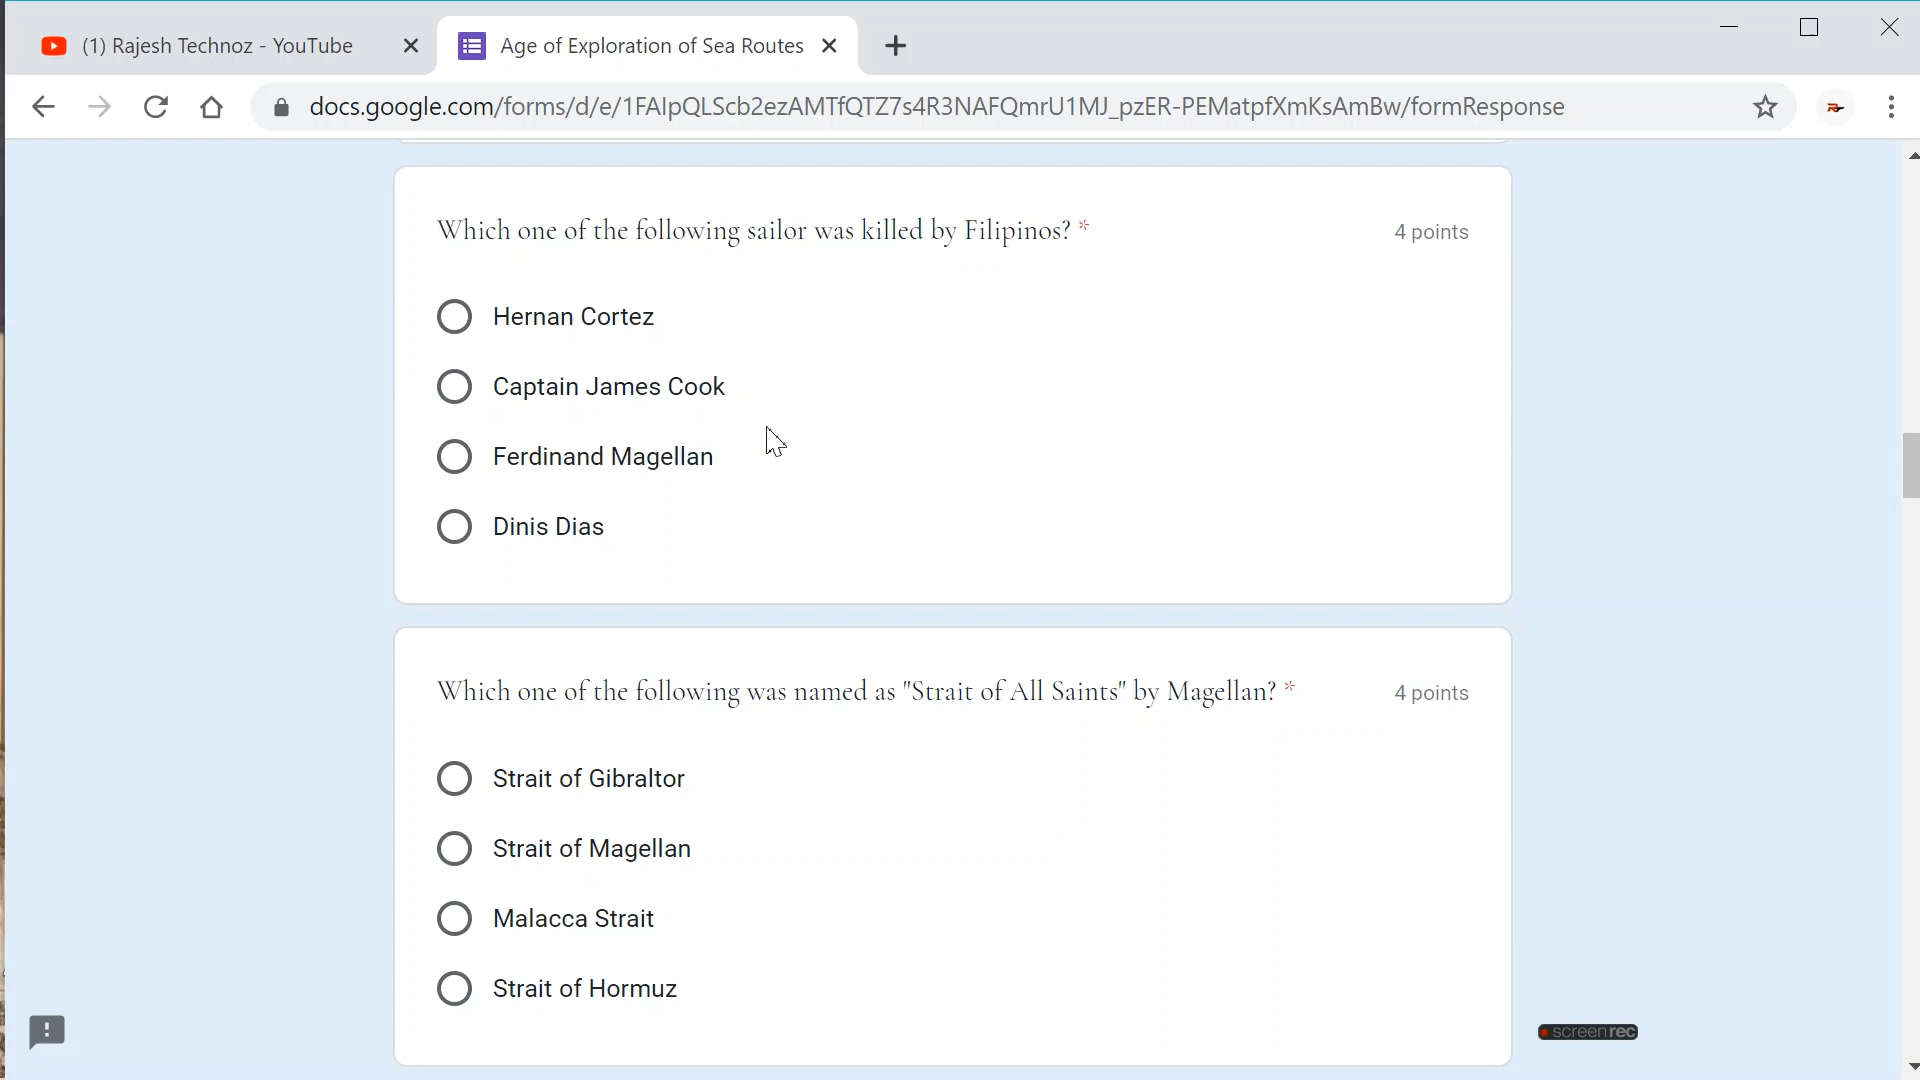 (1) Rajesh Technoz - YouTube
Age of Exploration of Sea Routes
docs.google.com/forms/d/e/1FAIpQLScb2ezAMTfQTZ7s4R3NAFQmrU1MJ_pzER-PEMatpfXmKsAmBw/formResponse
Which one of the following sailor was killed by Filipinos? *
4 points
Hernan Cortez
Captain James Cook
Ferdinand Magellan
Dinis Dias
Which one of the following was named as "Strait of All Saints" by Magellan? *
4 points
Strait of Gibraltor
Strait of Magellan
Malacca Strait
Strait of Hormuz
screenrec